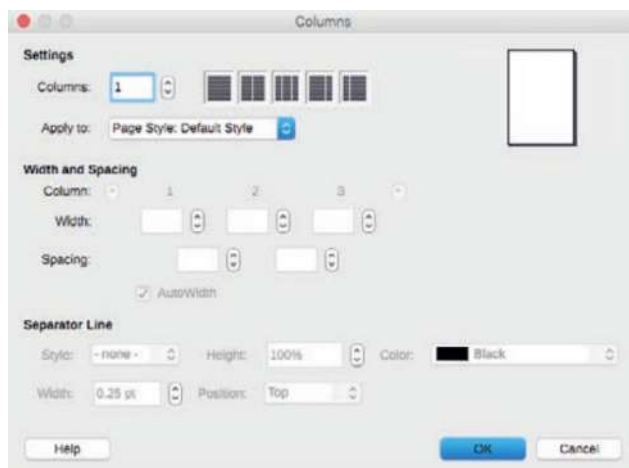 Columns
Settings
Columns: 1
Apply to: Page Style: Default Style
Width and Spacing
Column: 1 2 3
Width:
Spacing:
AutoWidth
Separator Line
Style: - none - Height: 100% Color: Black
Width: 0.25 pt Position: Top
Help OK Cancel